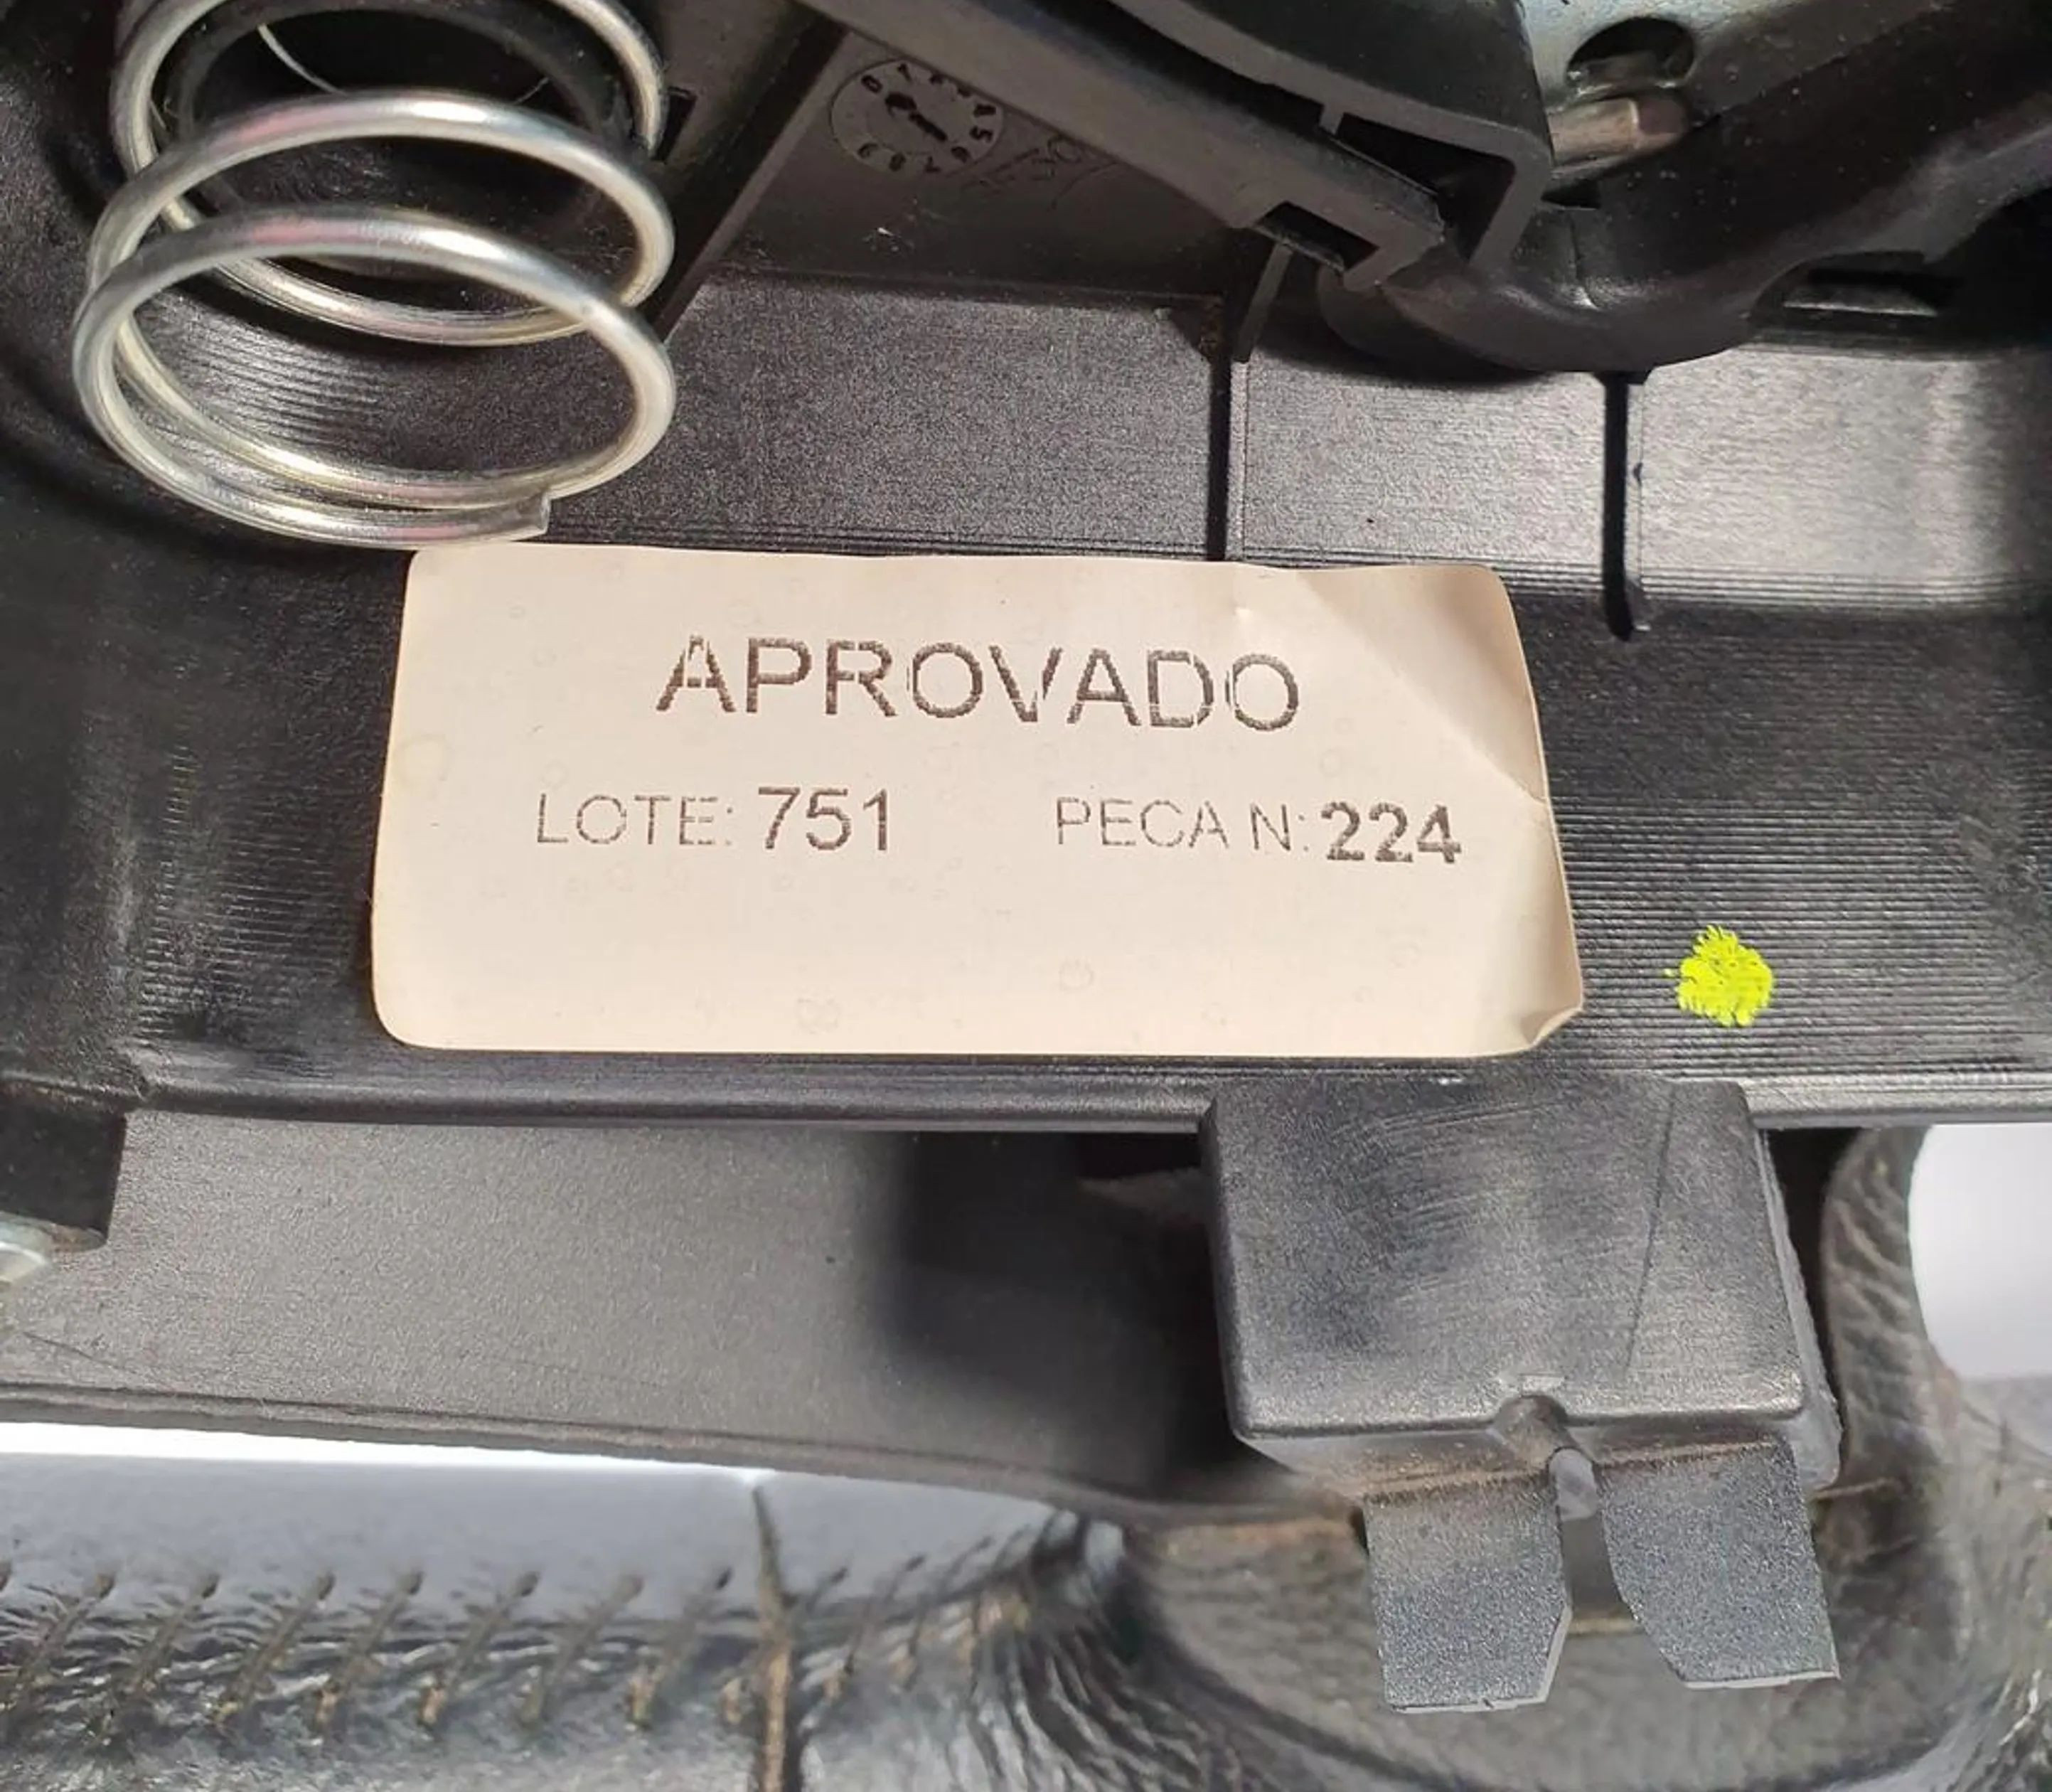 APROVADO
LOTE: 751 PECA N: 224